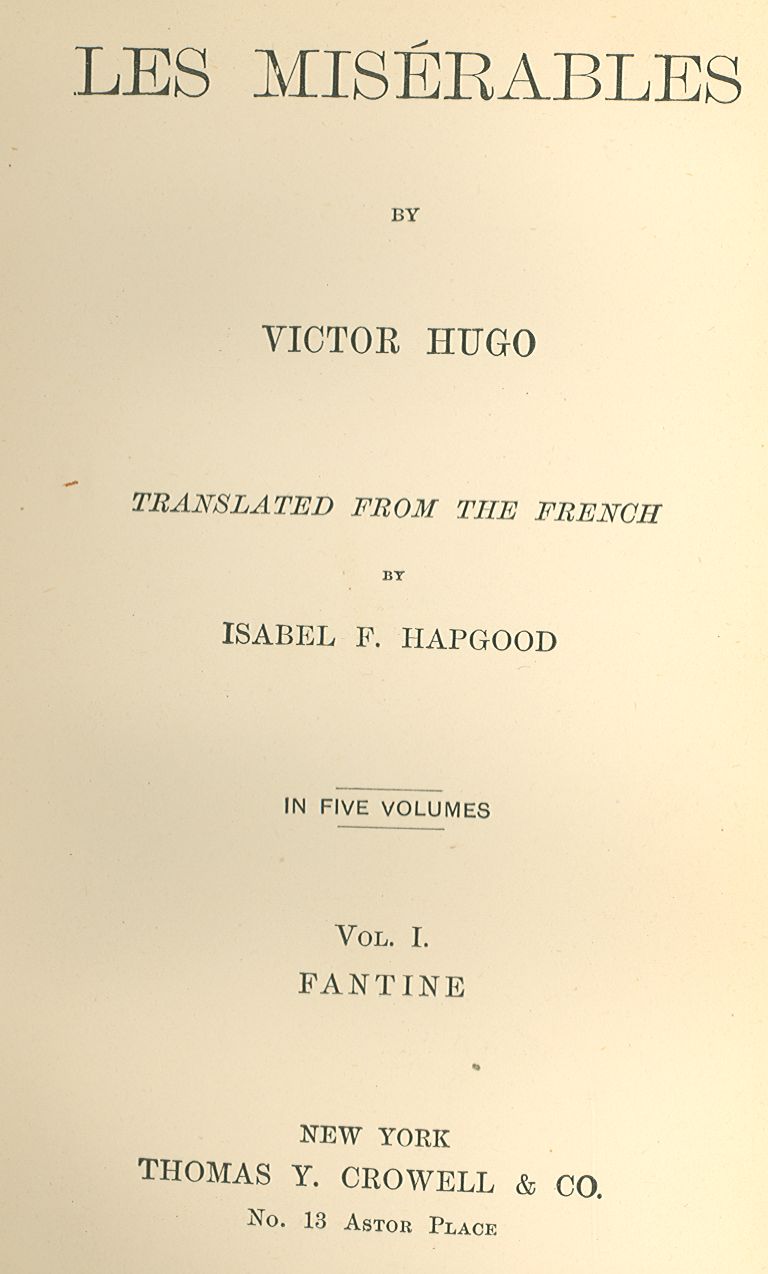 LES MISÉRABLES
BY
VICTOR HUGO
TRANSLATED FROM THE FRENCH
BY
ISABEL F. HAPGOOD
IN FIVE VOLUMES
VOL. I.
FANTINE
NEW YORK
THOMAS Y. CROWELL & CO.
No. 13 ASTOR PLACE